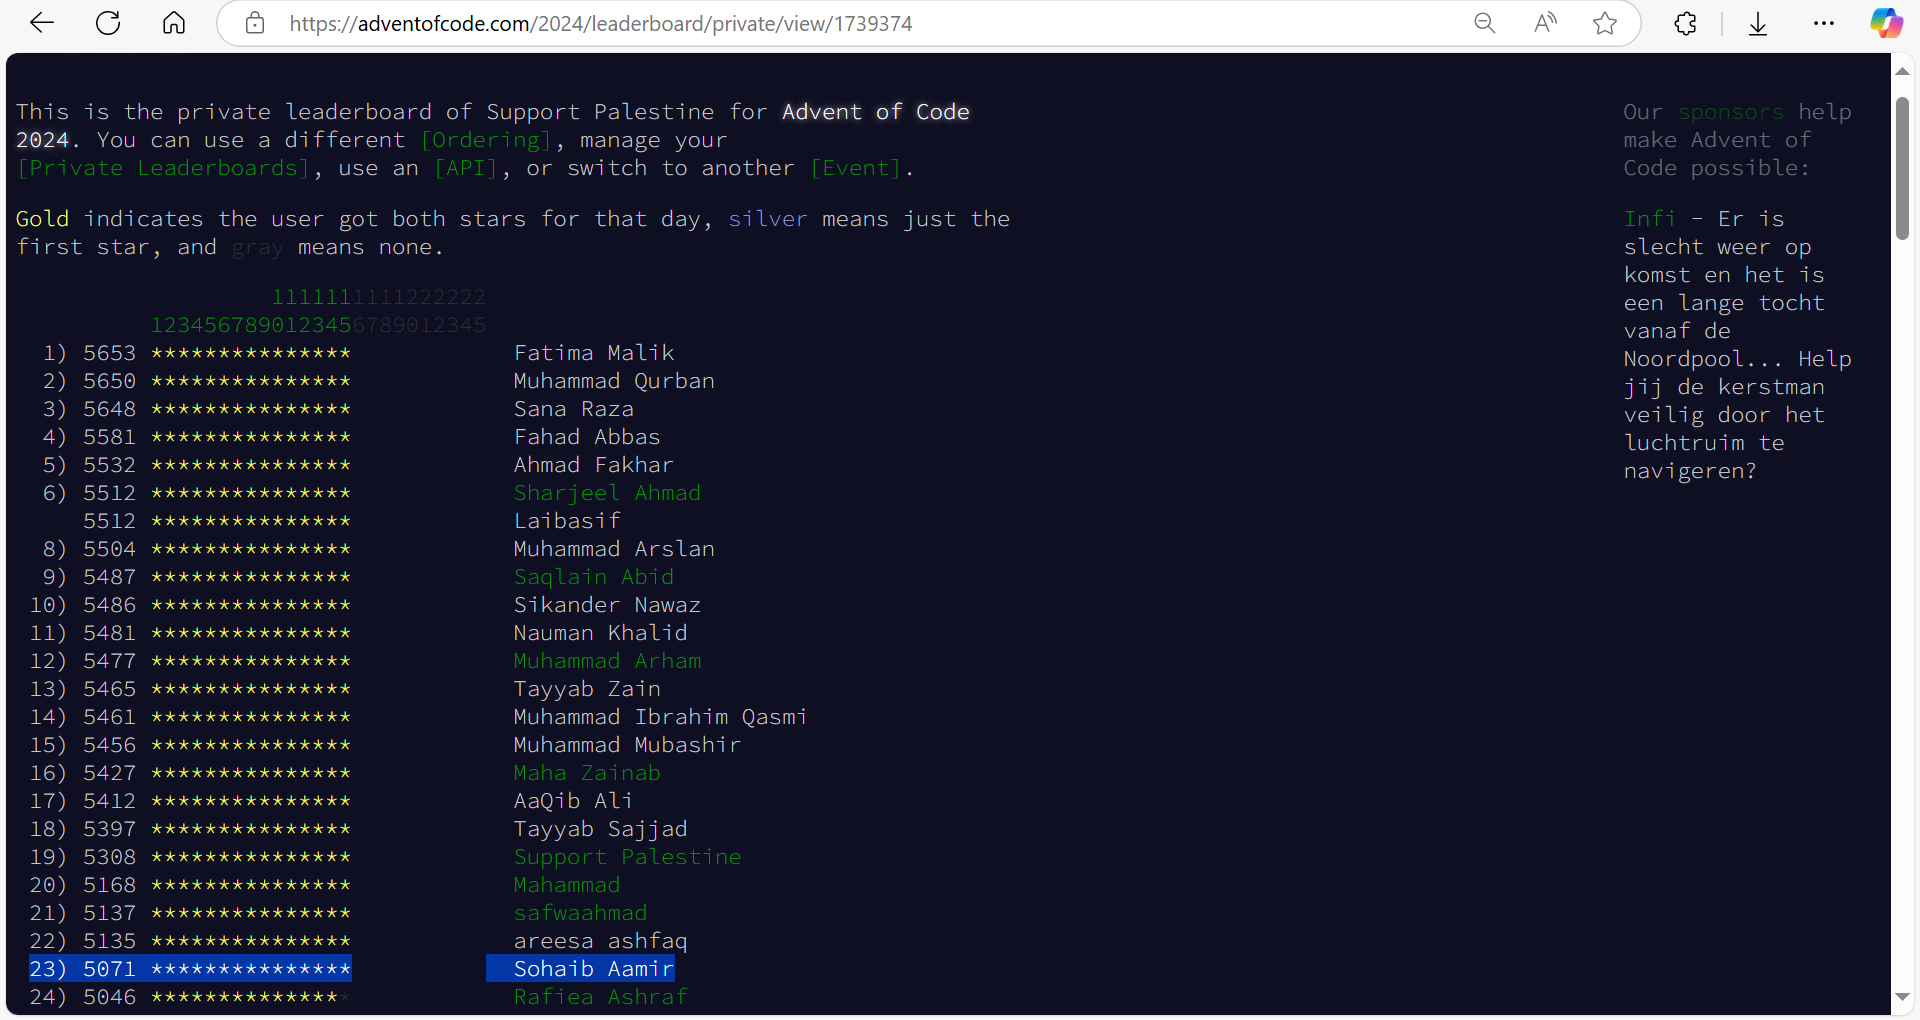 https://adventofcode.com/2024/leaderboard/private/view/1739374
This is the private leaderboard of Support Palestine for Advent of Code
2024. You can use a different [Ordering], manage your
[Private Leaderboards], use an [API], or switch to another [Event].
Gold indicates the user got both stars for that day, silver means just the
first star, and gray means none.
1111111111222222
1234567890123456789012345
1) 5653 *************** Fatima Malik
2) 5650 *************** Muhammad Qurban
3) 5648 *************** Sana Raza
4) 5581 *************** Fahad Abbas
5) 5532 *************** Ahmad Fakhar
6) 5512 *************** Sharjeel Ahmad
5512 *************** Laibasif
8) 5504 *************** Muhammad Arslan
9) 5487 *************** Saqlain Abid
10) 5486 *************** Sikander Nawaz
11) 5481 *************** Nauman Khalid
12) 5477 *************** Muhammad Arham
13) 5465 *************** Tayyab Zain
14) 5461 *************** Muhammad Ibrahim Qasmi
15) 5456 *************** Muhammad Mubashir
16) 5427 *************** Maha Zainab
17) 5412 *************** AaQib Ali
18) 5397 *************** Tayyab Sajjad
19) 5308 *************** Support Palestine
20) 5168 *************** Mahammad
21) 5137 *************** safwaahmad
22) 5135 *************** areesa ashfaq
23) 5071 *************** Sohaib Aamir
24) 5046 *************** Rafiea Ashraf
Our sponsors help
make Advent of
Code possible:
Infi - Er is
slecht weer op
komst en het is
een lange tocht
vanaf de
Noordpool... Help
jij de kerstman
veilig door het
luchtruim te
navigeren?